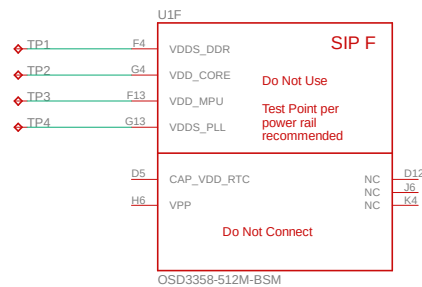 U1F
TP1 F4 VDDS_DDR SIP F
TP2 G4 VDD_CORE Do Not Use
TP3 F13 VDD_MPU Test Point per
power rail
TP4 G13 VDDS_PLL recommended
D5 CAP_VDD_RTC NC D12
NC J6
H6 VPP NC K4
Do Not Connect
OSD3358-512M-BSM